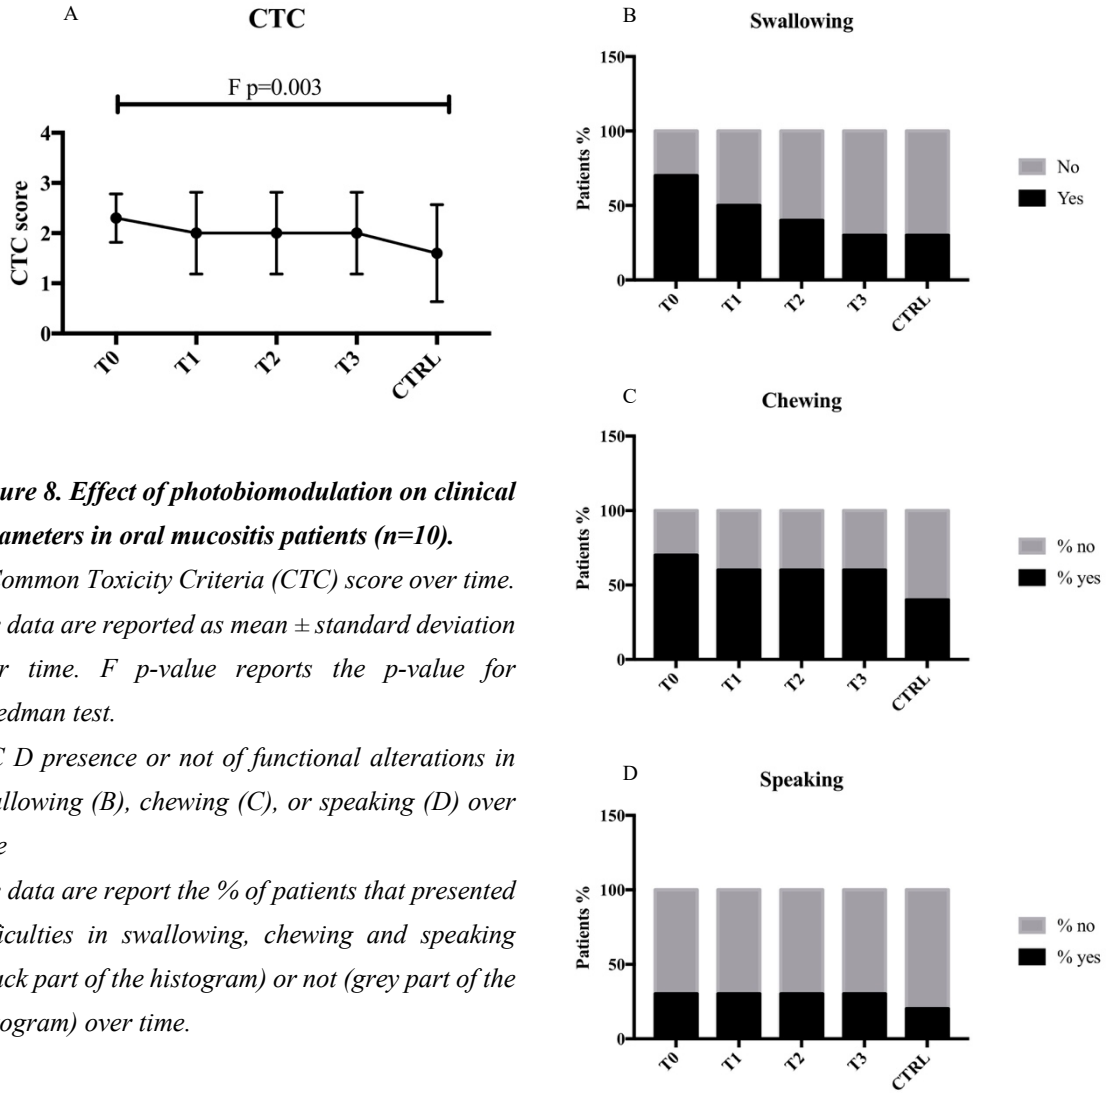 A
CTC
F p=0.003
4
3
2
1
0
CTC score
T0
T1
T2
T3
CTRL
ure 8. Effect of photobiomodulation on clinical
ameters in oral mucositis patients (n=10).
ommon Toxicity Criteria (CTC) score over time.
data are reported as mean ± standard deviation
r time. F p-value reports the p-value for
edman test.
C D presence or not of functional alterations in
allowing (B), chewing (C), or speaking (D) over
e
data are report the % of patients that presented
iculties in swallowing, chewing and speaking
ck part of the histogram) or not (grey part of the
ogram) over time.
B
Swallowing
150
100
50
0
Patients %
T0
T1
T2
T3
CTRL
No
Yes
C
Chewing
150
100
50
0
Patients %
T0
T1
T2
T3
CTRL
% no
% yes
D
Speaking
150
100
50
0
Patients %
T0
T1
T2
T3
CTRL
% no
% yes